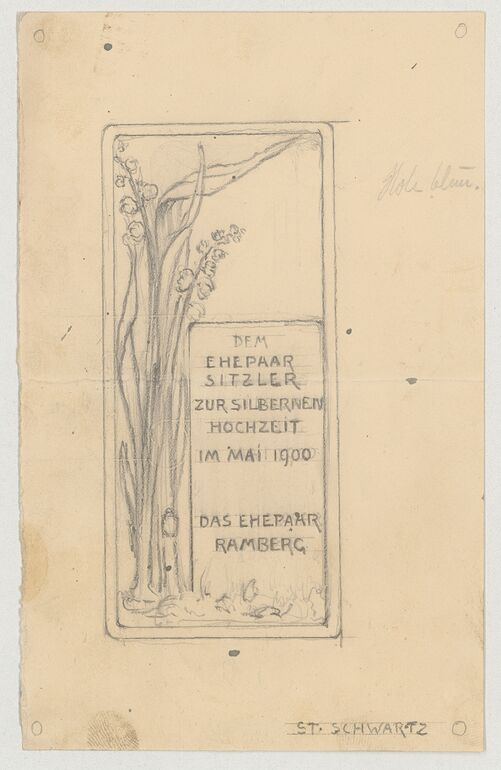 DEM
EHEPAAR
SITZLER
ZUR SILBERNEN
HOCHZEIT
IM MAI 1900
DAS EHEPAAR
RAMBERG
ST. SCHWARTZ